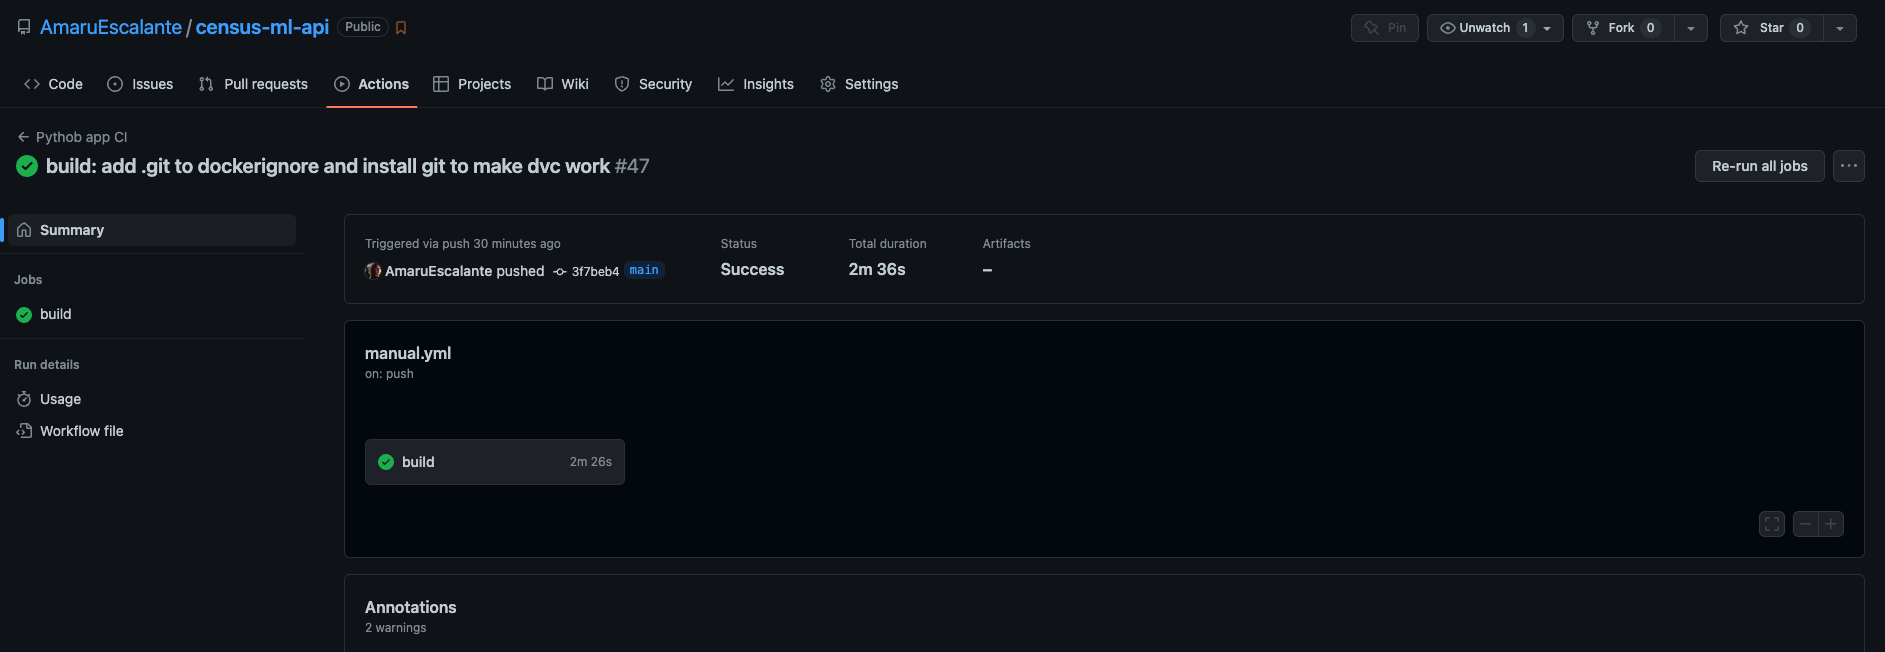 AmaruEscalante / census-ml-api Public
Pin
Unwatch 1
Fork 0
Star 0
Code Issues Pull requests Actions Projects Wiki Security Insights Settings
Pythob app CI
build: add .git to dockerignore and install git to make dvc work #47
Re-run all jobs
Summary
Jobs
build
Run details
Usage
Workflow file
Triggered via push 30 minutes ago
AmaruEscalante pushed 3f7beb4 main
Status
Success
Total duration
2m 36s
Artifacts
–
manual.yml
on: push
build 2m 26s
Annotations
2 warnings